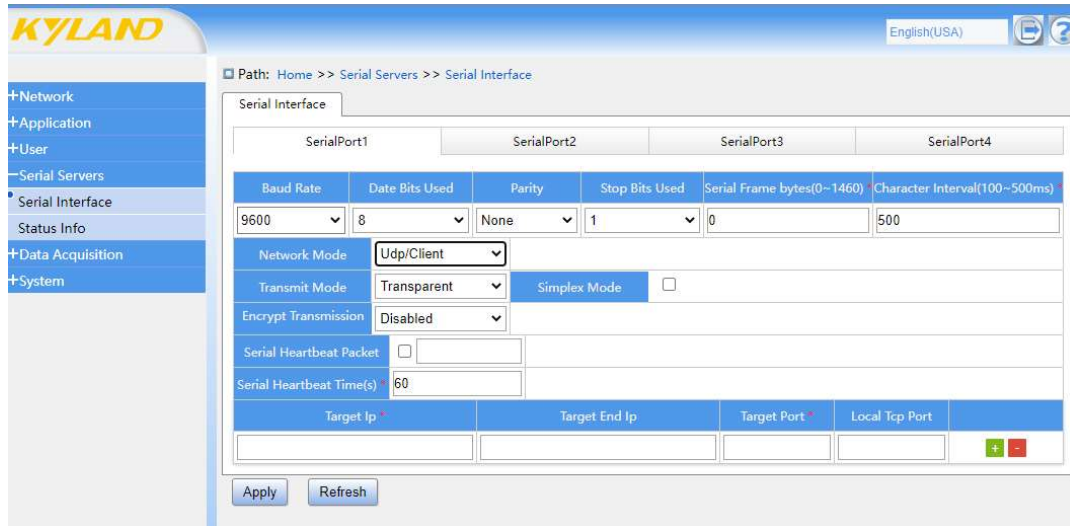 KYLAND
English(USA)
Path: Home >> Serial Servers >> Serial Interface
+Network
+Application
+User
−Serial Servers
Serial Interface
Status Info
+Data Acquisition
+System
Serial Interface
SerialPort1 SerialPort2 SerialPort3 SerialPort4
Baud Rate Date Bits Used Parity Stop Bits Used Serial Frame bytes(0~1460) * Character Interval(100~500ms) *
9600 8 None 1 0 500
Network Mode Udp/Client
Transmit Mode Transparent Simplex Mode
Encrypt Transmission Disabled
Serial Heartbeat Packet
Serial Heartbeat Time(s) * 60
Target Ip * Target End Ip Target Port * Local Tcp Port
+ -
Apply Refresh